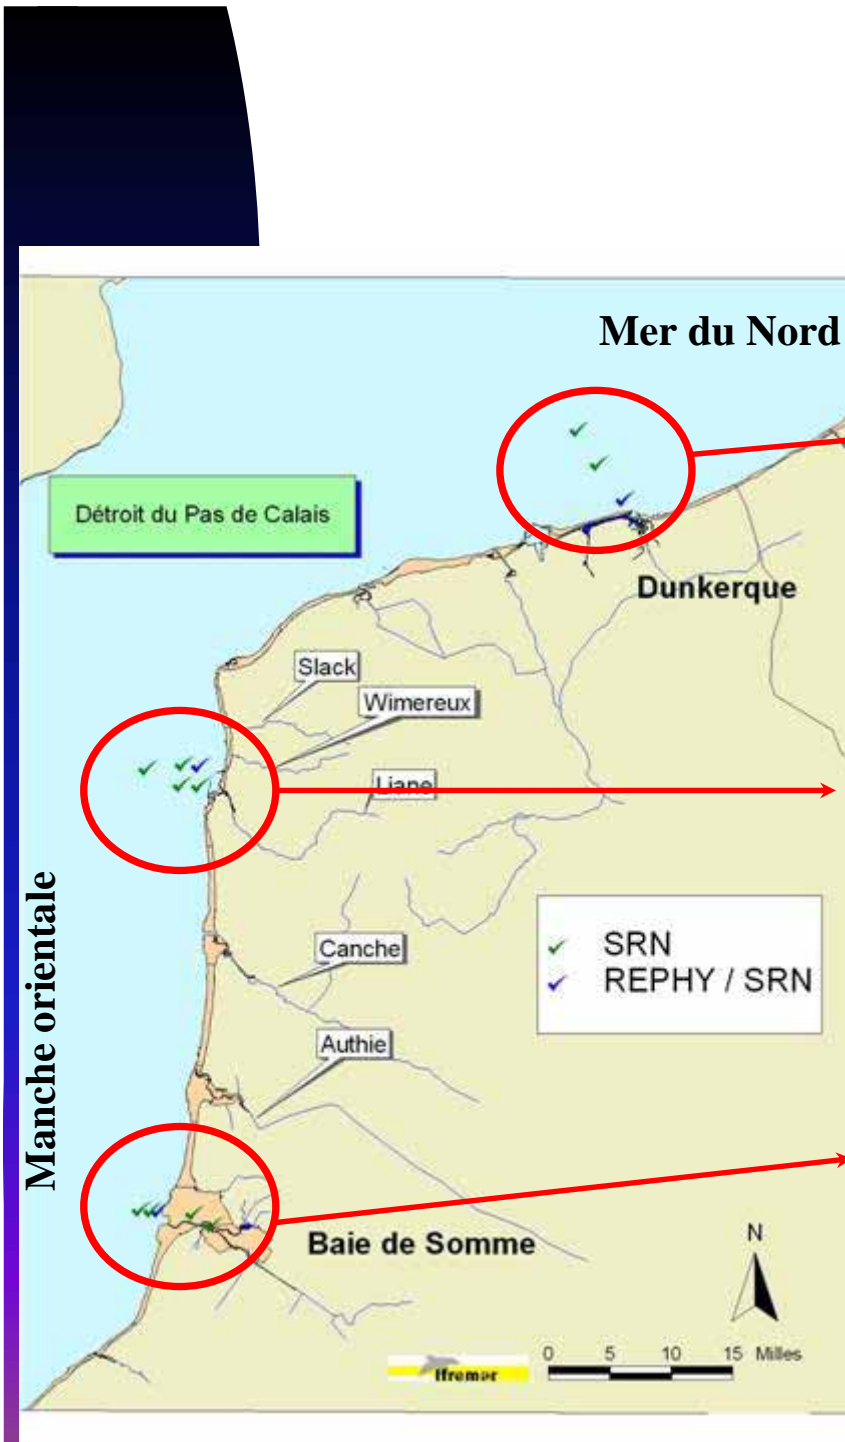 Mer du Nord
Détroit du Pas de Calais
Dunkerque
Slack
Wimereux
Liane
Manche orientale
SRN
REPHY / SRN
Canche
Authie
Baie de Somme
N
Ifremer
0 5 10 15 Milles